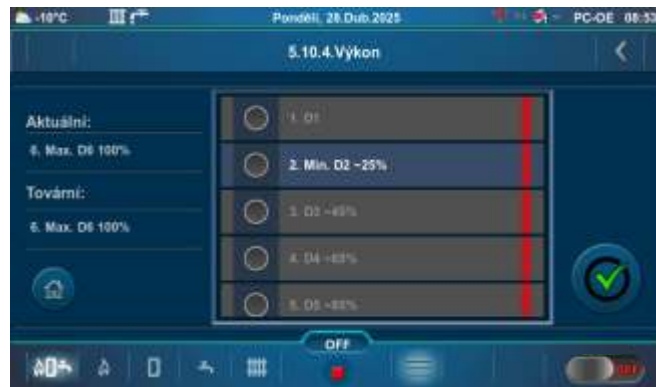 -10°C
Pondělí, 28.Dub.2025
PC-OE 08:53
5.10.4.Výkon
Aktuální:
6. Max. D6 100%
Tovární:
6. Max. D6 100%
1. D1
2. Min. D2 ~25%
3. D3 ~45%
4. D4 ~65%
5. D5 ~85%
OFF
OFF